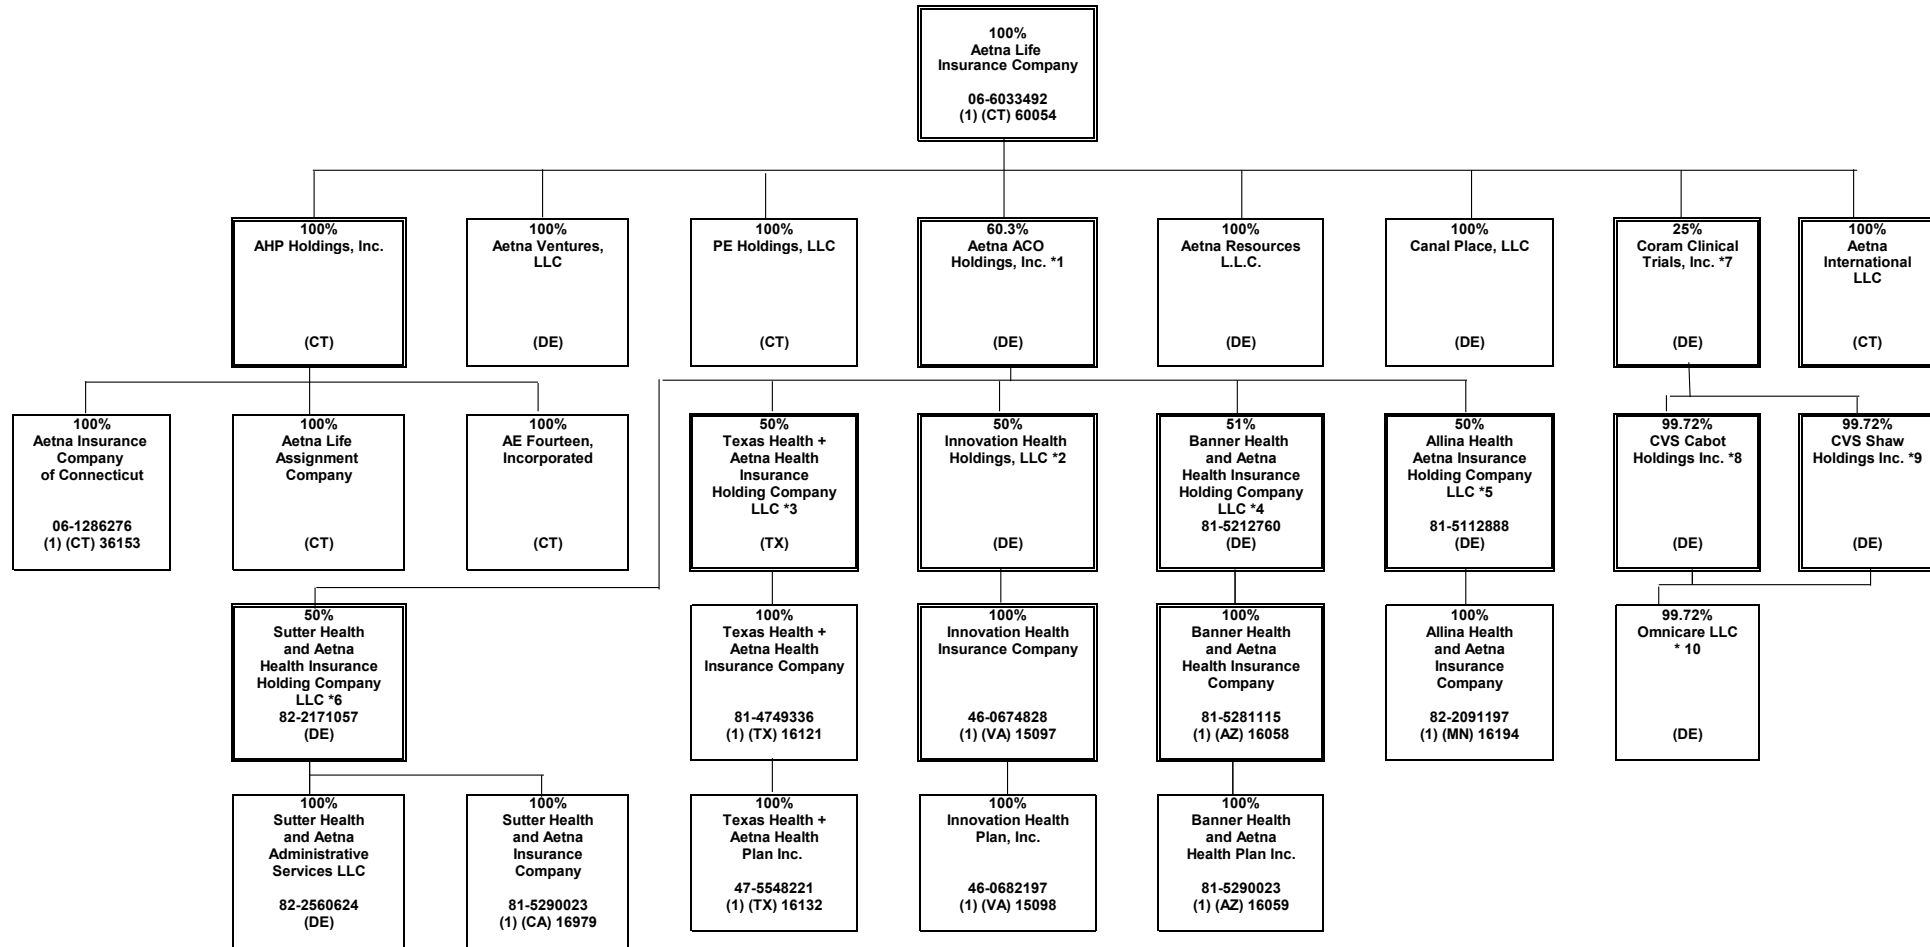 100%
Aetna Life
Insurance Company
06-6033492
(1) (CT) 60054
100%
AHP Holdings, Inc.
(CT)
100%
Aetna Ventures,
LLC
(DE)
100%
PE Holdings, LLC
(CT)
60.3%
Aetna ACO
Holdings, Inc. *1
(DE)
100%
Aetna Resources
L.L.C.
(DE)
100%
Canal Place, LLC
(DE)
25%
Coram Clinical
Trials, Inc. *7
(DE)
100%
Aetna
International
LLC
(CT)
100%
Aetna Insurance
Company
of Connecticut
06-1286276
(1) (CT) 36153
100%
Aetna Life
Assignment
Company
(CT)
100%
AE Fourteen,
Incorporated
(CT)
50%
Texas Health +
Aetna Health
Insurance
Holding Company
LLC *3
(TX)
50%
Innovation Health
Holdings, LLC *2
(DE)
51%
Banner Health
and Aetna
Health Insurance
Holding Company
LLC *4
81-5212760
(DE)
50%
Allina Health
Aetna Insurance
Holding Company
LLC *5
81-5112888
(DE)
99.72%
CVS Cabot
Holdings Inc. *8
(DE)
99.72%
CVS Shaw
Holdings Inc. *9
(DE)
50%
Sutter Health
and Aetna
Health Insurance
Holding Company
LLC *6
82-2171057
(DE)
100%
Texas Health +
Aetna Health
Insurance Company
81-4749336
(1) (TX) 16121
100%
Innovation Health
Insurance Company
46-0674828
(1) (VA) 15097
100%
Banner Health
and Aetna
Health Insurance
Company
81-5281115
(1) (AZ) 16058
100%
Allina Health
and Aetna
Insurance
Company
82-2091197
(1) (MN) 16194
99.72%
Omnicare LLC
* 10
(DE)
100%
Sutter Health
and Aetna
Administrative
Services LLC
82-2560624
(DE)
100%
Sutter Health
and Aetna
Insurance
Company
81-5290023
(1) (CA) 16979
100%
Texas Health +
Aetna Health
Plan Inc.
47-5548221
(1) (TX) 16132
100%
Innovation Health
Plan, Inc.
46-0682197
(1) (VA) 15098
100%
Banner Health
and Aetna
Health Plan Inc.
81-5290023
(1) (AZ) 16059